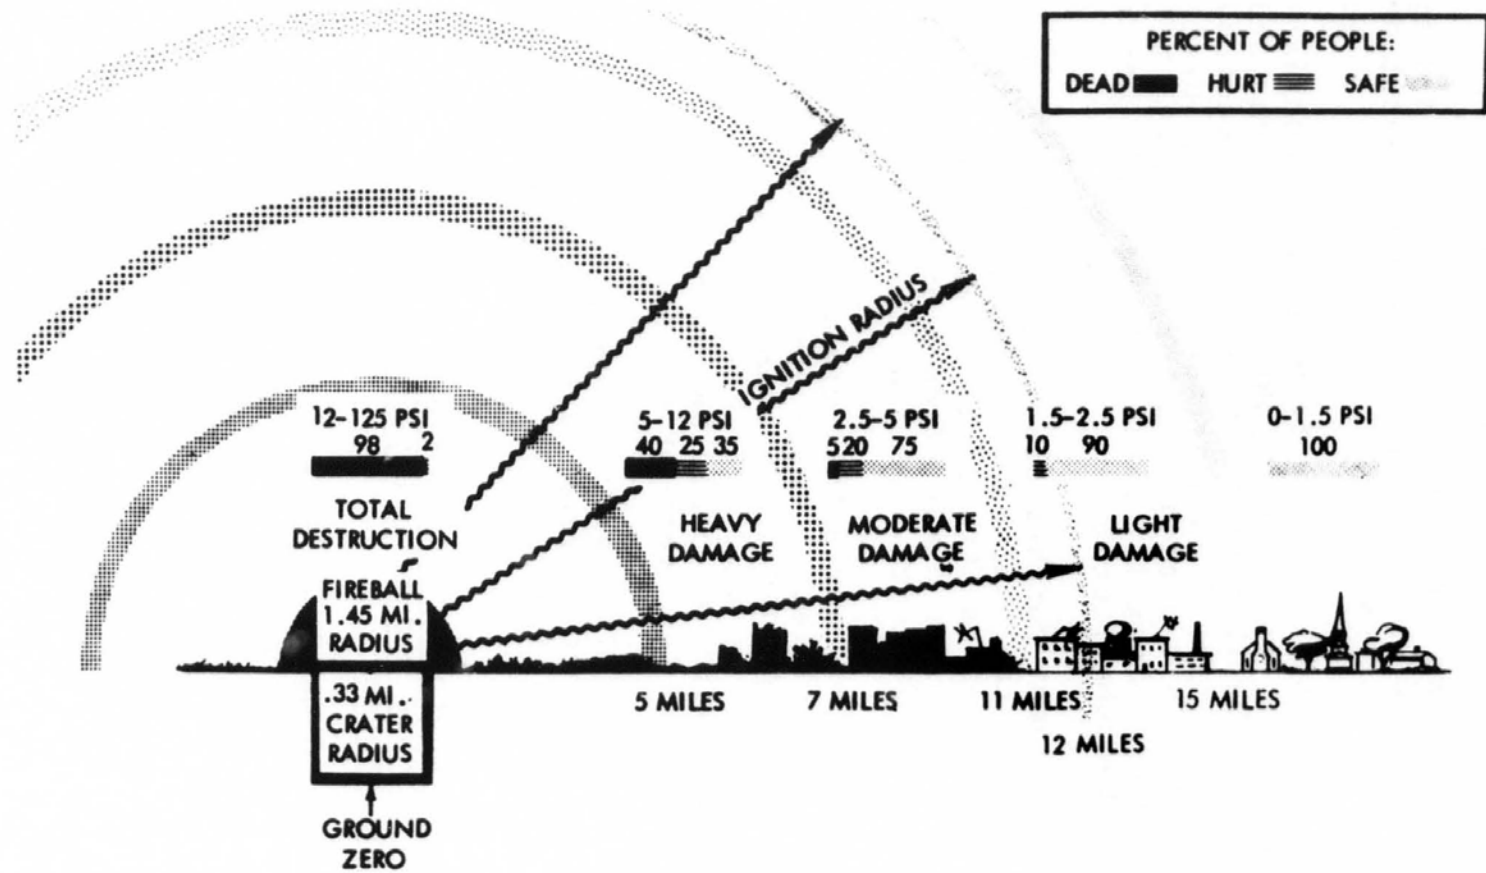 PERCENT OF PEOPLE:
DEAD HURT SAFE
IGNITION RADIUS
12-125 PSI
98 2
TOTAL
DESTRUCTION
FIREBALL
1.45 MI.
RADIUS
.33 MI.
CRATER
RADIUS
GROUND
ZERO
5-12 PSI
40 25 35
HEAVY
DAMAGE
2.5-5 PSI
5 20 75
MODERATE
DAMAGE
1.5-2.5 PSI
10 90
LIGHT
DAMAGE
0-1.5 PSI
100
5 MILES
7 MILES
11 MILES
15 MILES
12 MILES